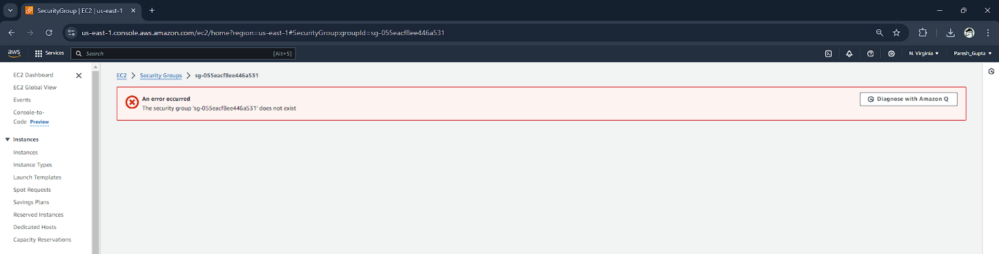 SecurityGroup | EC2 | us-east-1
us-east-1.console.aws.amazon.com/ec2/home?region=us-east-1#SecurityGroup:groupId=sg-055eacf8ee446a531
aws Services Search [Alt+S] N. Virginia Paresh_Gupta
EC2 Dashboard
EC2 Global View
Events
Console-to-
Code Preview
Instances
Instances
Instance Types
Launch Templates
Spot Requests
Savings Plans
Reserved Instances
Dedicated Hosts
Capacity Reservations
EC2 Security Groups sg-055eacf8ee446a531
An error occurred
The security group 'sg-055eacf8ee446a531' does not exist
Diagnose with Amazon Q